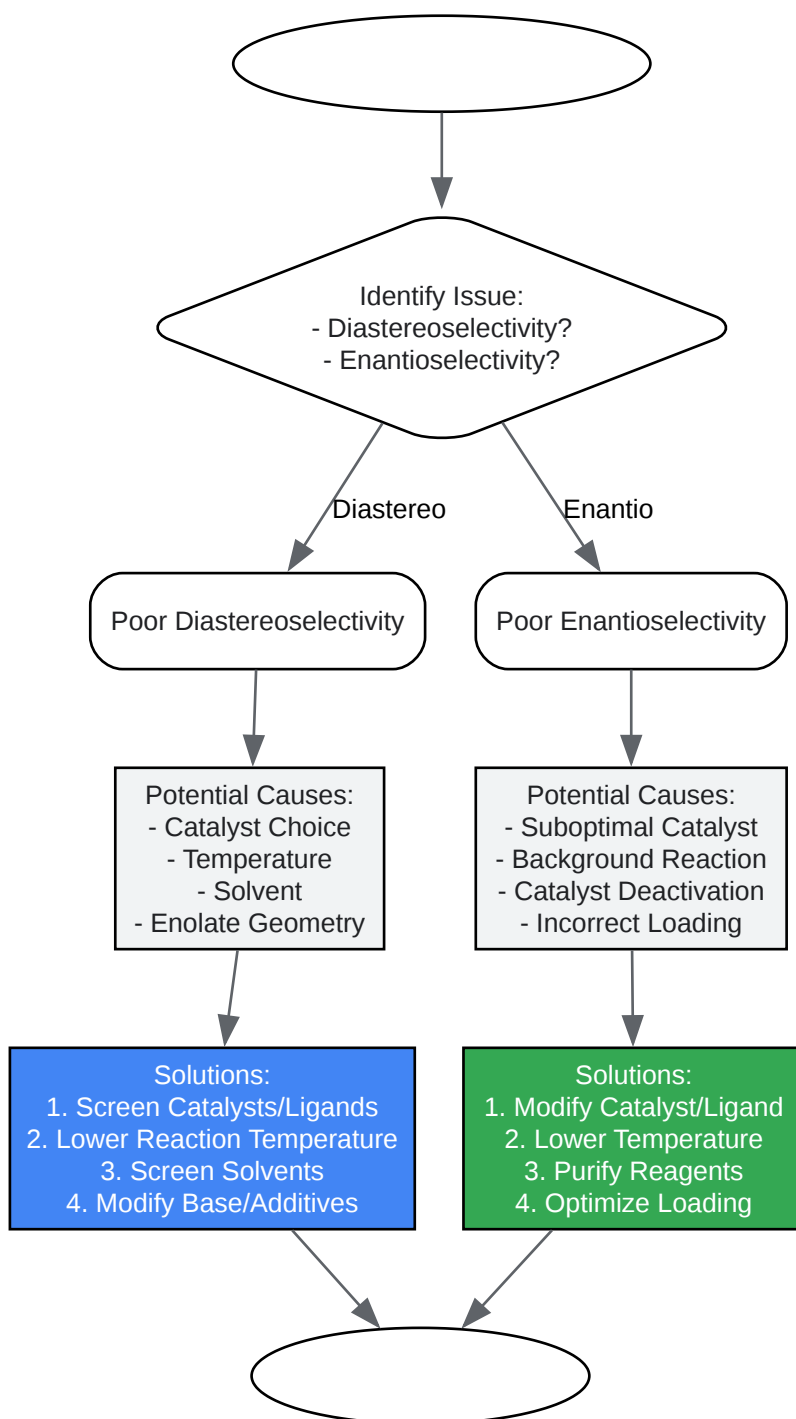 Identify Issue:
- Diastereoselectivity?
- Enantioselectivity?
Diastereo
Enantio
Poor Diastereoselectivity
Poor Enantioselectivity
Potential Causes:
- Catalyst Choice
- Temperature
- Solvent
- Enolate Geometry
Potential Causes:
- Suboptimal Catalyst
- Background Reaction
- Catalyst Deactivation
- Incorrect Loading
Solutions:
1. Screen Catalysts/Ligands
2. Lower Reaction Temperature
3. Screen Solvents
4. Modify Base/Additives
Solutions:
1. Modify Catalyst/Ligand
2. Lower Temperature
3. Purify Reagents
4. Optimize Loading